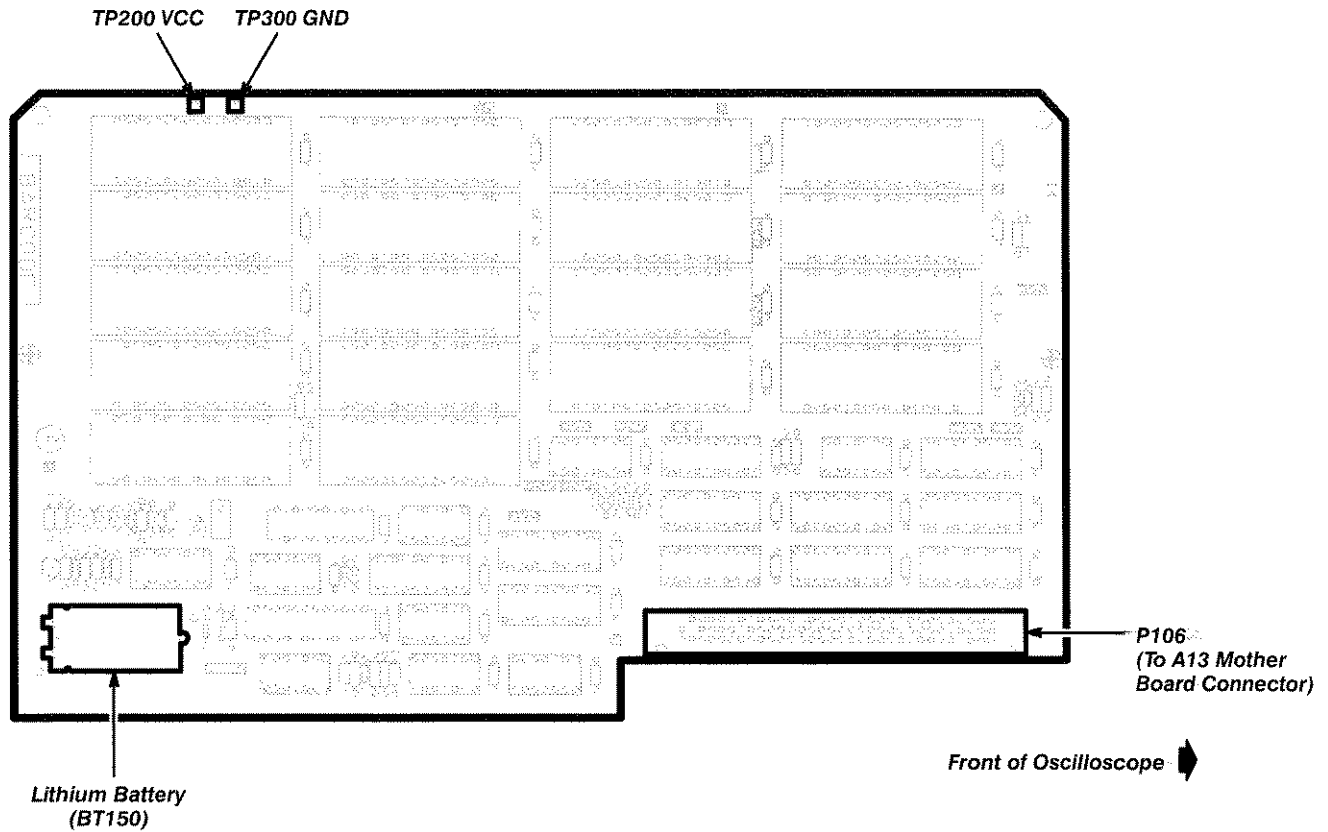 TP200 VCC
TP300 GND
P106
(To A13 Mother
Board Connector)
Front of Oscilloscope
Lithium Battery
(BT150)